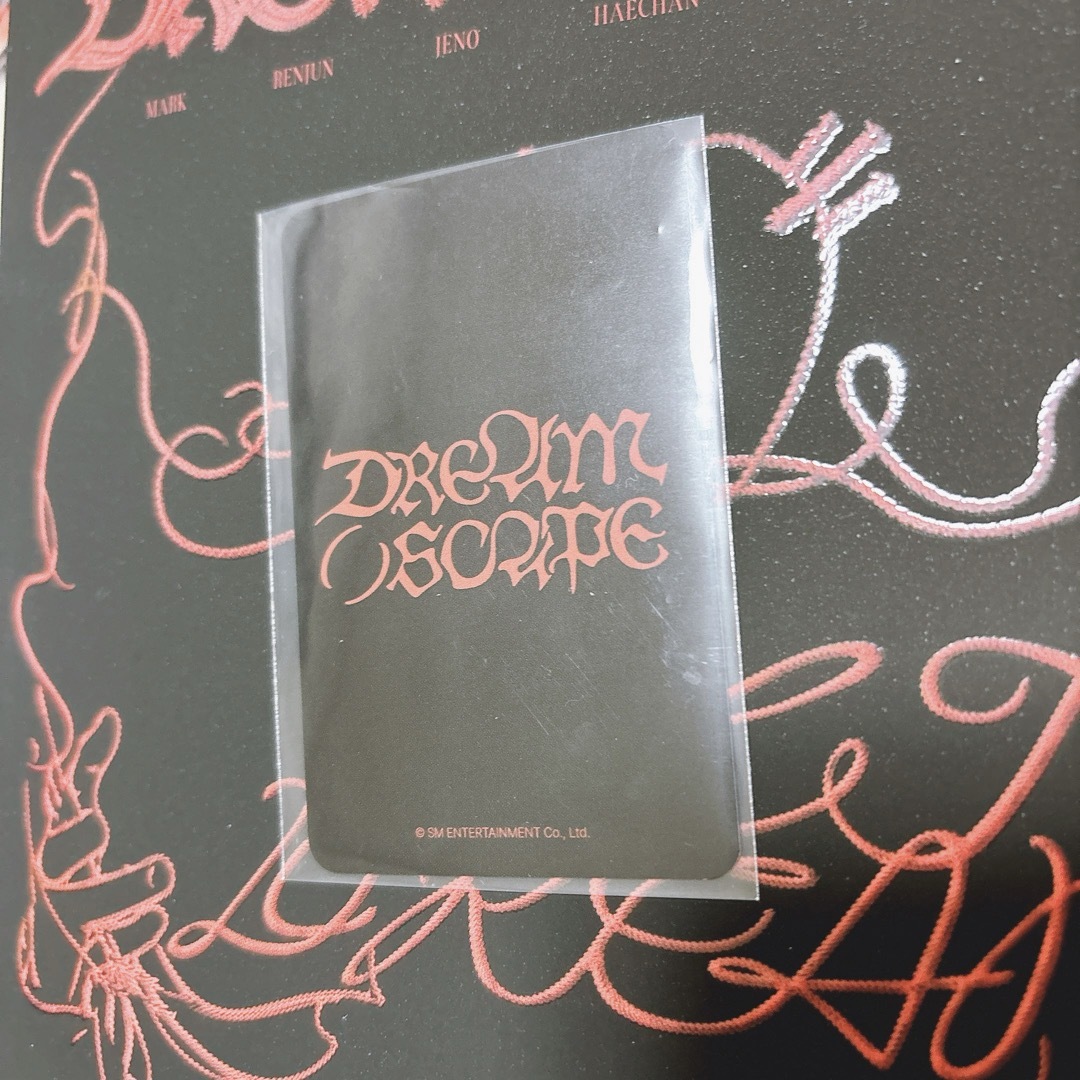 HAECHAN
JENO
RENJUN
MARK
DREAM
()SCAPE
© SM ENTERTAINMENT Co., Ltd.